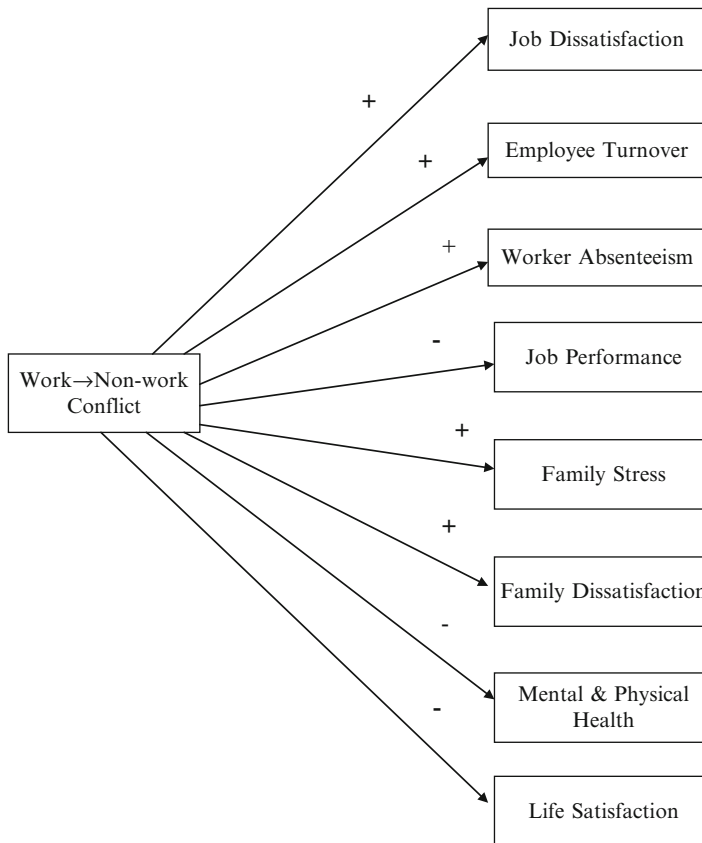 Job Dissatisfaction
+
Employee Turnover
+
Worker Absenteeism
+
Job Performance
-
Work→Non-work
Conflict
Family Stress
+
Family Dissatisfaction
+
Mental & Physical
Health
-
Life Satisfaction
-